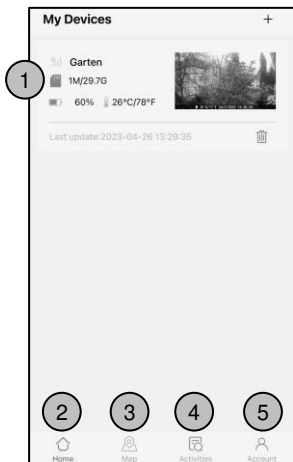 My Devices +
Garten
1 1M/29.7G
60% 26°C/78°F
Last update:2023-04-26 13:29:35
2 3 4 5
Home Map Activities Account